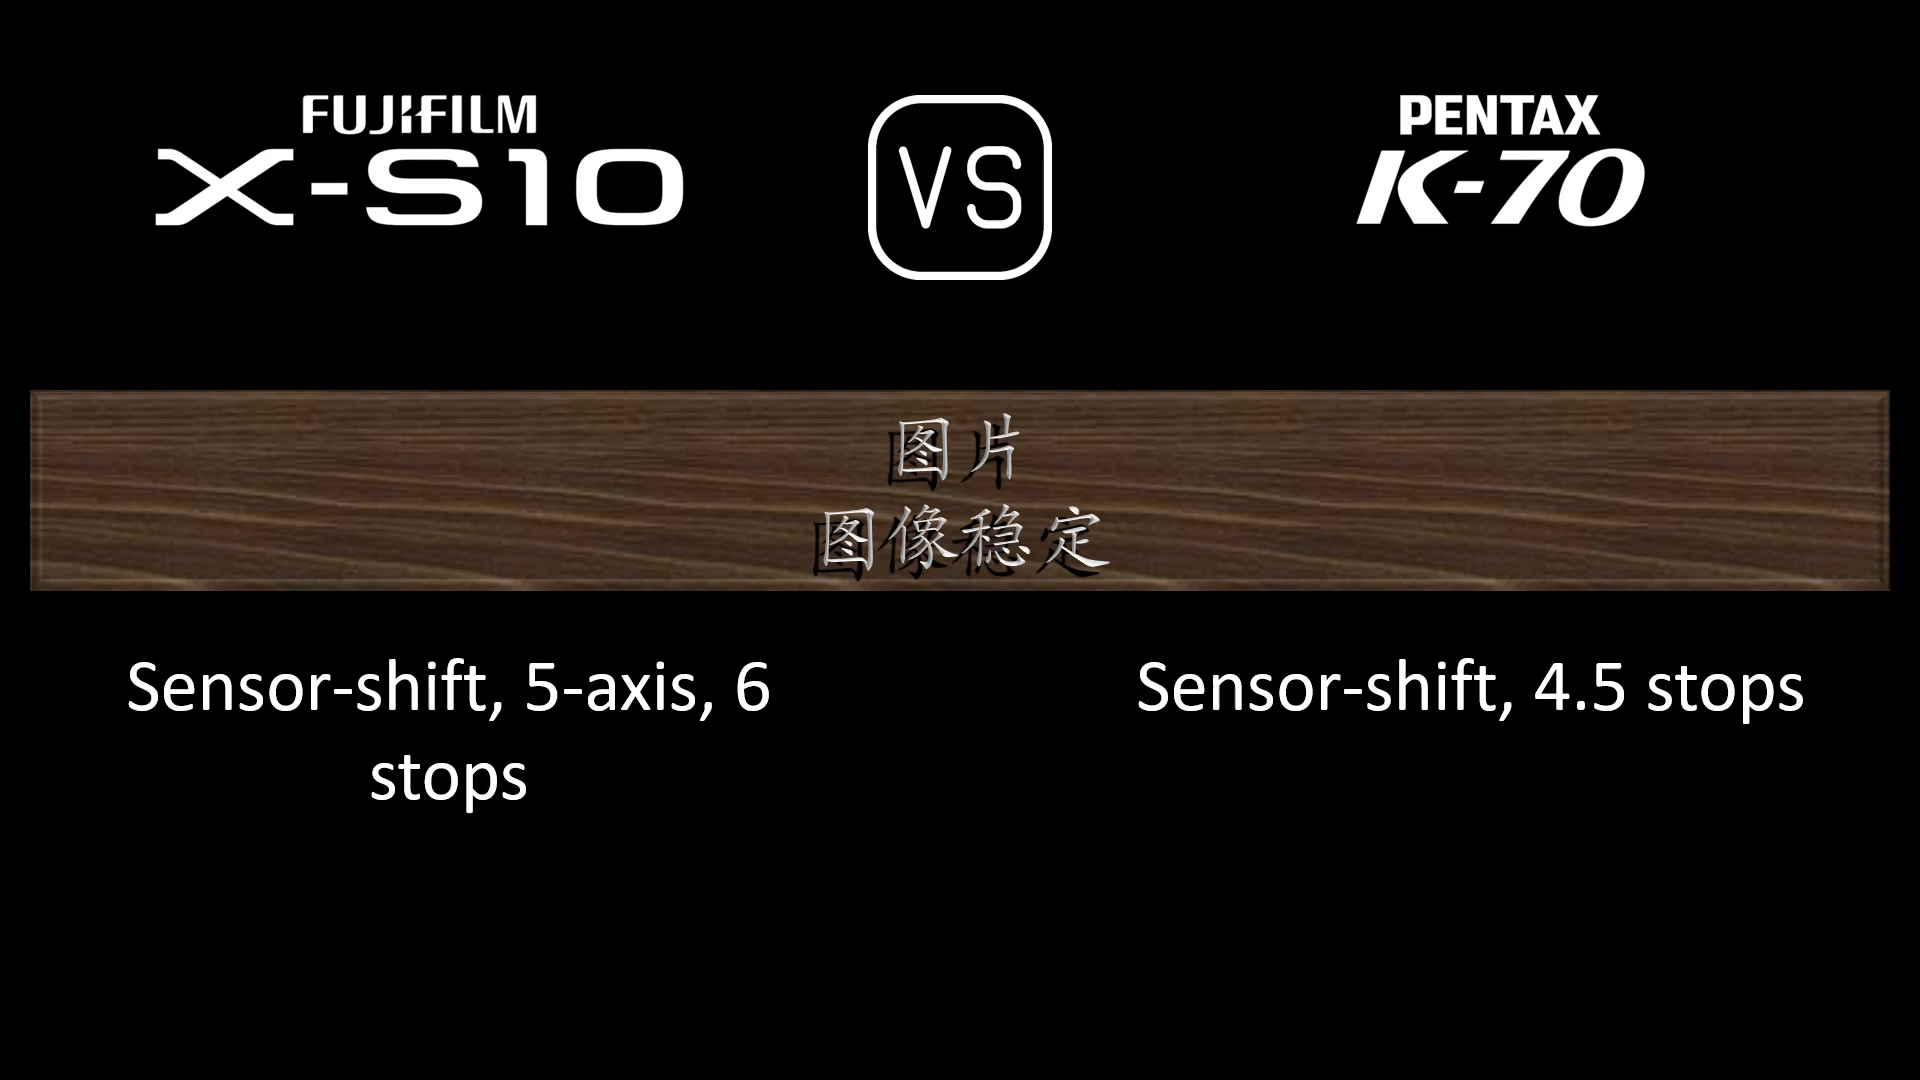 FUJIFILM
X-S10
VS
PENTAX
K-70
图片
图像稳定
Sensor-shift, 5-axis, 6
stops
Sensor-shift, 4.5 stops